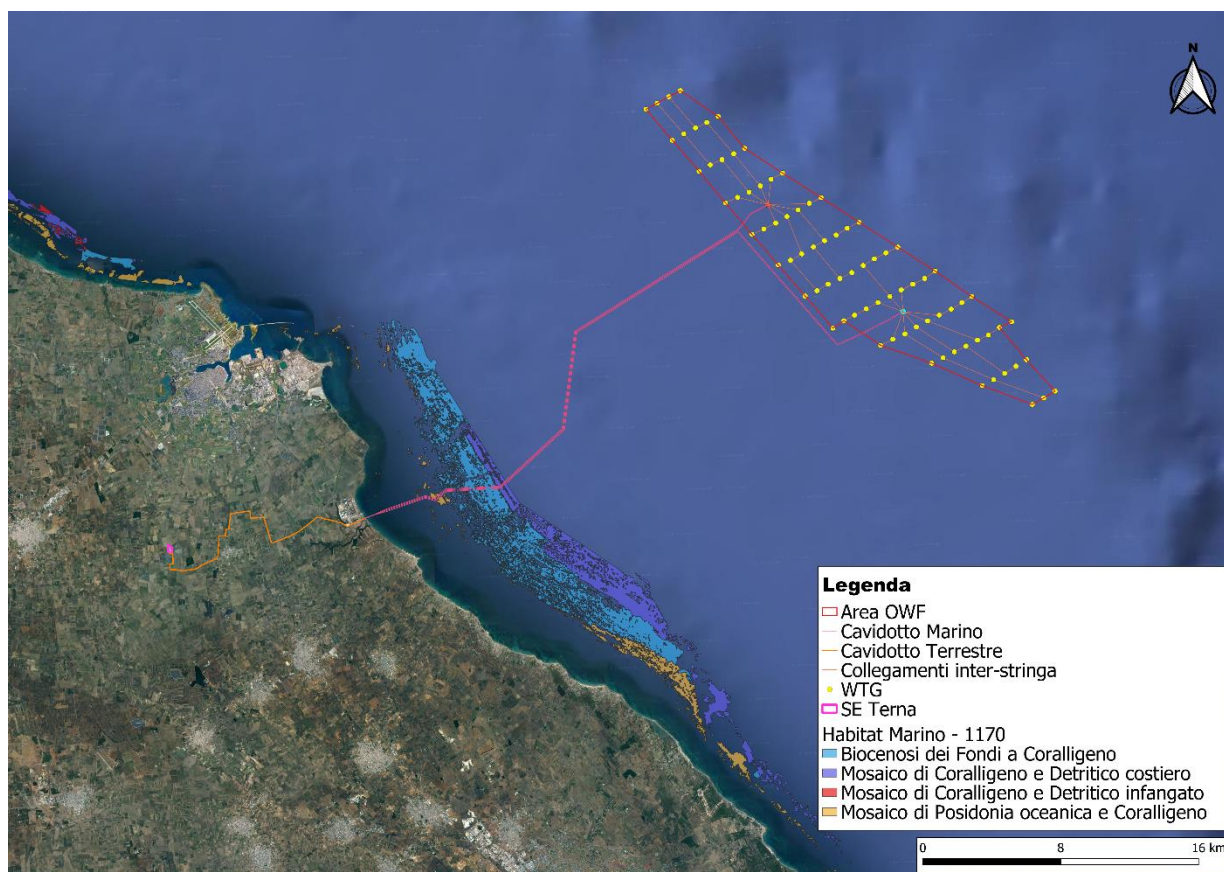 N
Legenda
Area OWF
Cavidotto Marino
Cavidotto Terrestre
Collegamenti inter-stringa
WTG
SE Terna
Habitat Marino - 1170
Biocenosi dei Fondi a Coralligeno
Mosaico di Coralligeno e Detritico costiero
Mosaico di Coralligeno e Detritico infangato
Mosaico di Posidonia oceanica e Coralligeno
0 8 16 km